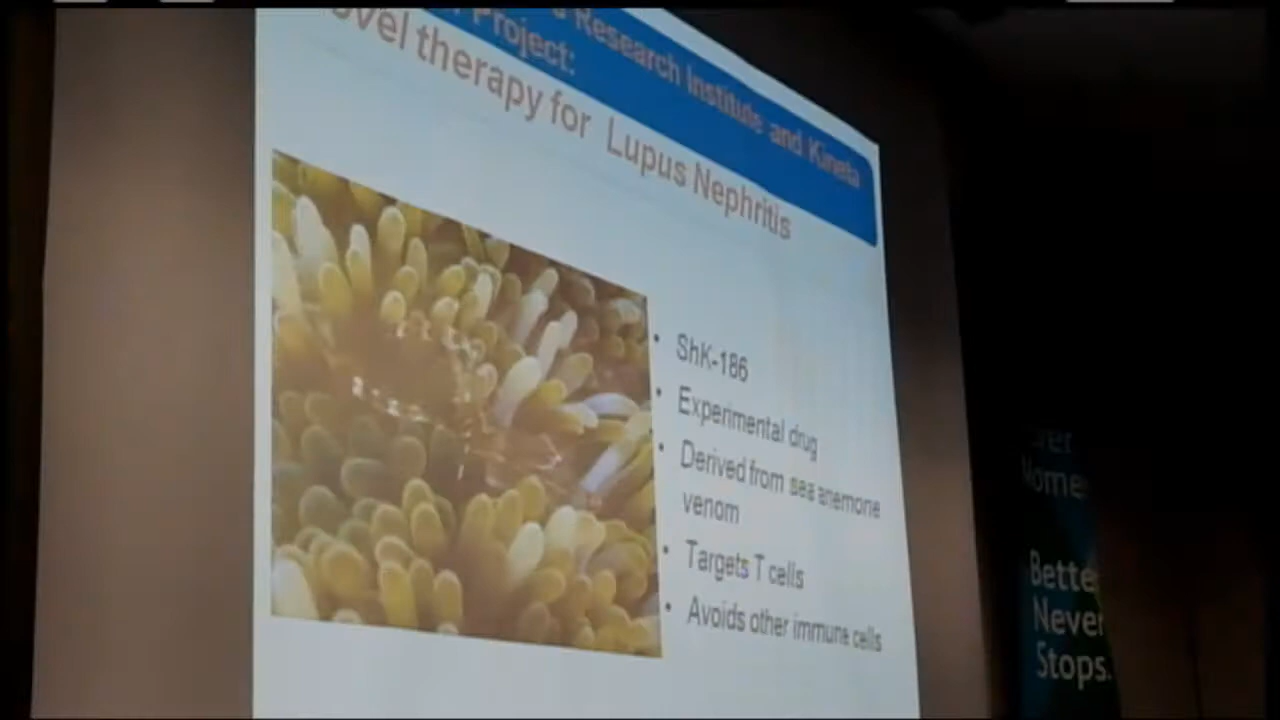 Research Institute and Kineta
Project:
ovel therapy for Lupus Nephritis
• ShK-186
• Experimental drug
• Derived from sea anemone
venom
• Targets T cells
• Avoids other immune cells
Better
Never
Stops.